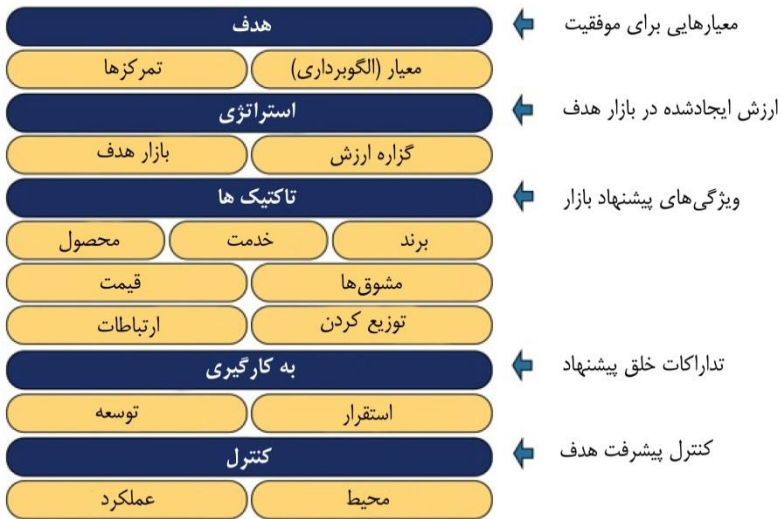 هدف
معیارهایی برای موفقیت
معیار (الگوبرداری)
تمرکزها
استراتژی
ارزش ایجادشده در بازار هدف
گزاره ارزش
بازار هدف
تاکتیک ها
ویژگی‌های پیشنهاد بازار
برند
خدمت
محصول
مشوق‌ها
قیمت
توزیع کردن
ارتباطات
به کارگیری
تداراکات خلق پیشنهاد
استقرار
توسعه
کنترل
کنترل پیشرفت هدف
محیط
عملکرد